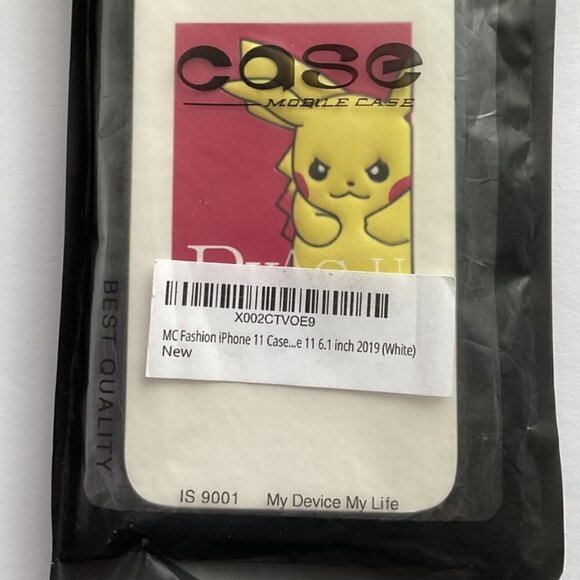 case
MOBILE CASE
BEST QUALITY
X002CTVOE9
MC Fashion iPhone 11 Case...e 11 6.1 inch 2019 (White)
New
IS 9001 My Device My Life